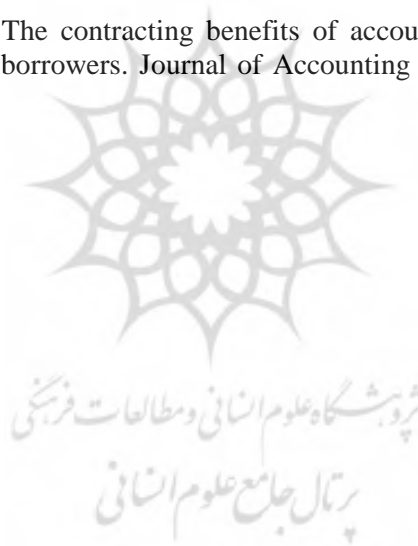 The contracting benefits of accou
borrowers. Journal of Accounting
پژوهشگاه علوم انسانی و مطالعات فرهنگی
پرتال جامع علوم انسانی